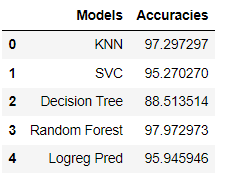 Models Accuracies
0 KNN 97.297297
1 SVC 95.270270
2 Decision Tree 88.513514
3 Random Forest 97.972973
4 Logreg Pred 95.945946